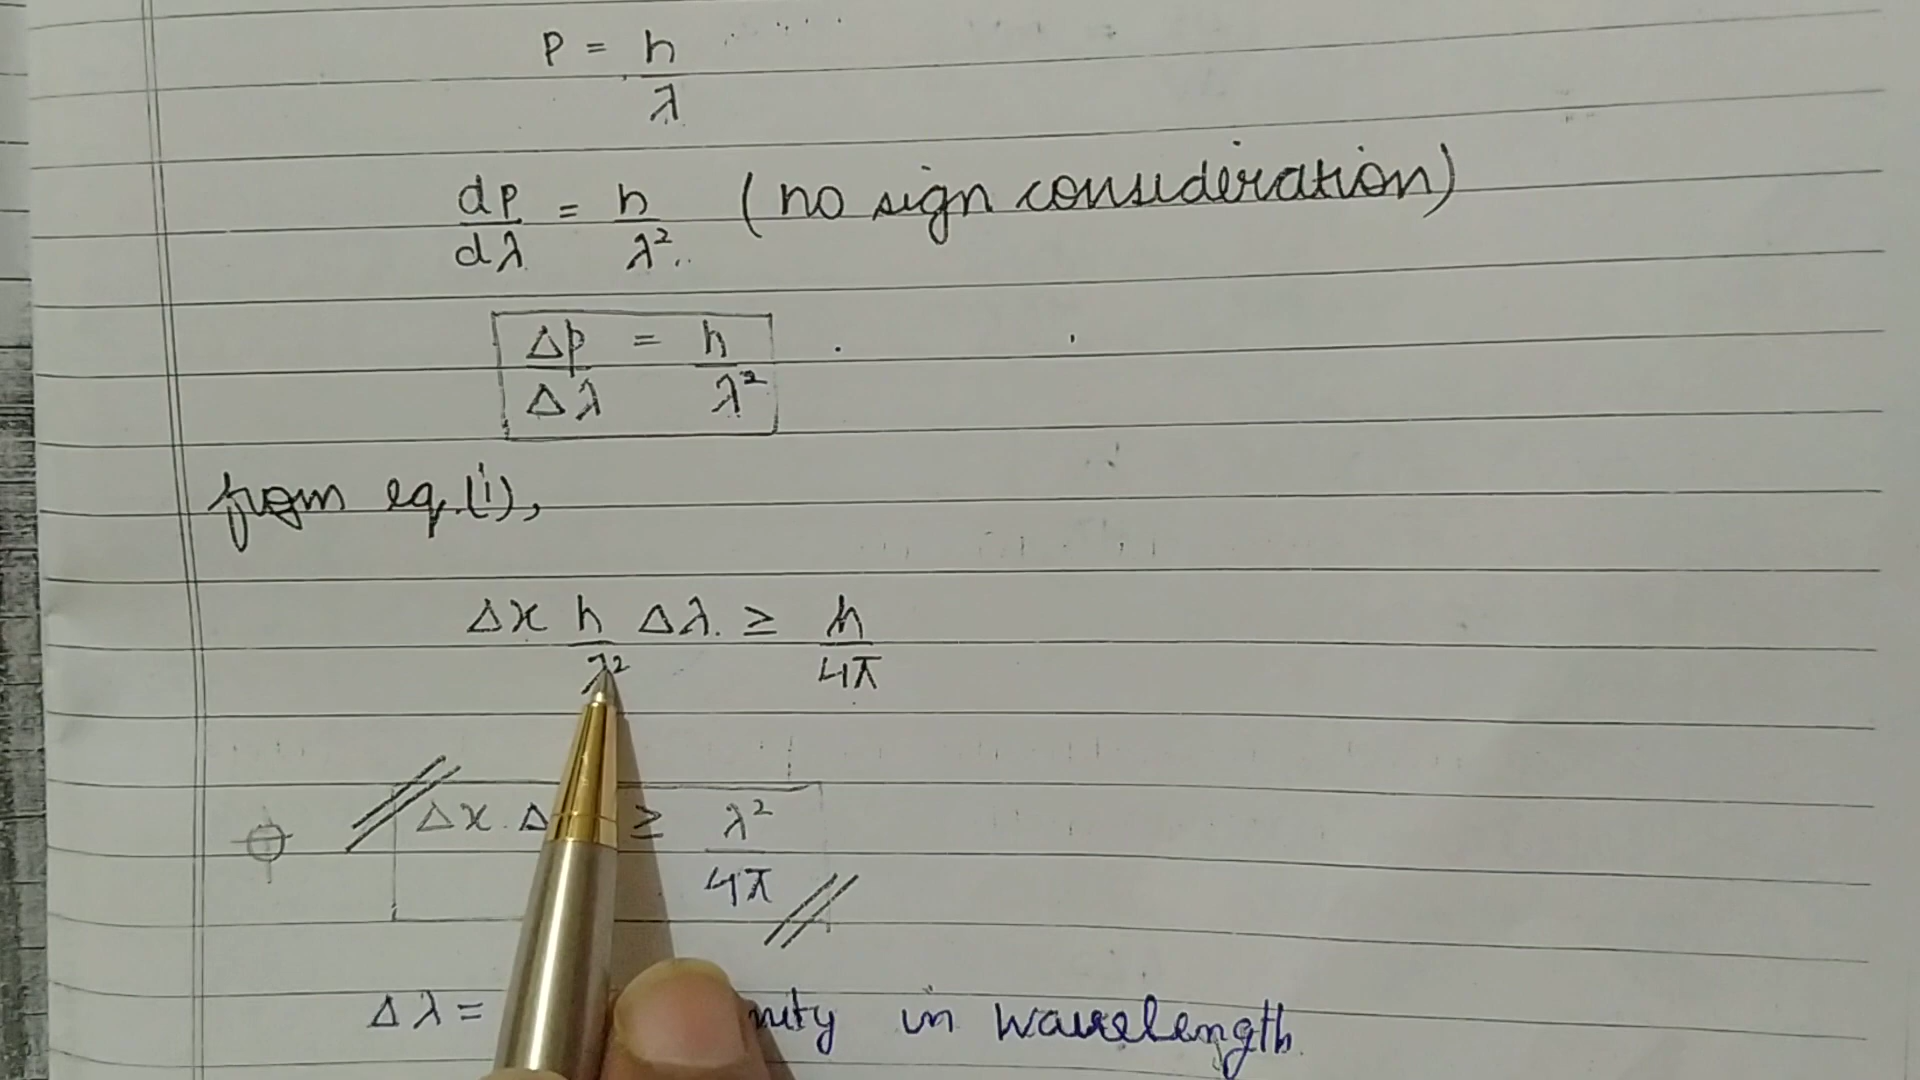 P = h/λ
dp/dλ = h/λ² (no sign consideration)
Δp/Δλ = h/λ²
from eq.(i),
Δx h/λ² Δλ. ≥ h/4π
Δx. Δ ≥ λ²/4π
Δλ = in wavelength